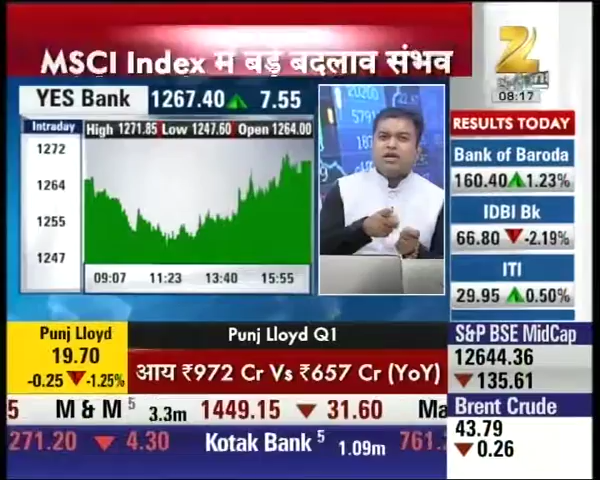 MSCI Index में बड़े बदलाव संभव
08:17
YES Bank 1267.40 7.55
Intraday High 1271.85 Low 1247.60 Open 1264.00
1272
1264
1255
1247
09:07 11:23 13:40 15:55
RESULTS TODAY
Bank of Baroda
160.40 1.23%
IDBI Bk
66.80 -2.19%
ITI
29.95 0.50%
Punj Lloyd
19.70
-0.25 -1.25%
Punj Lloyd Q1
आय ₹972 Cr Vs ₹657 Cr (YoY)
S&P BSE MidCap
12644.36
135.61
Brent Crude
43.79
0.26
5 M & M 5 3.3m 1449.15 31.60 Ma
271.20 4.30 Kotak Bank 5 1.09m 761.